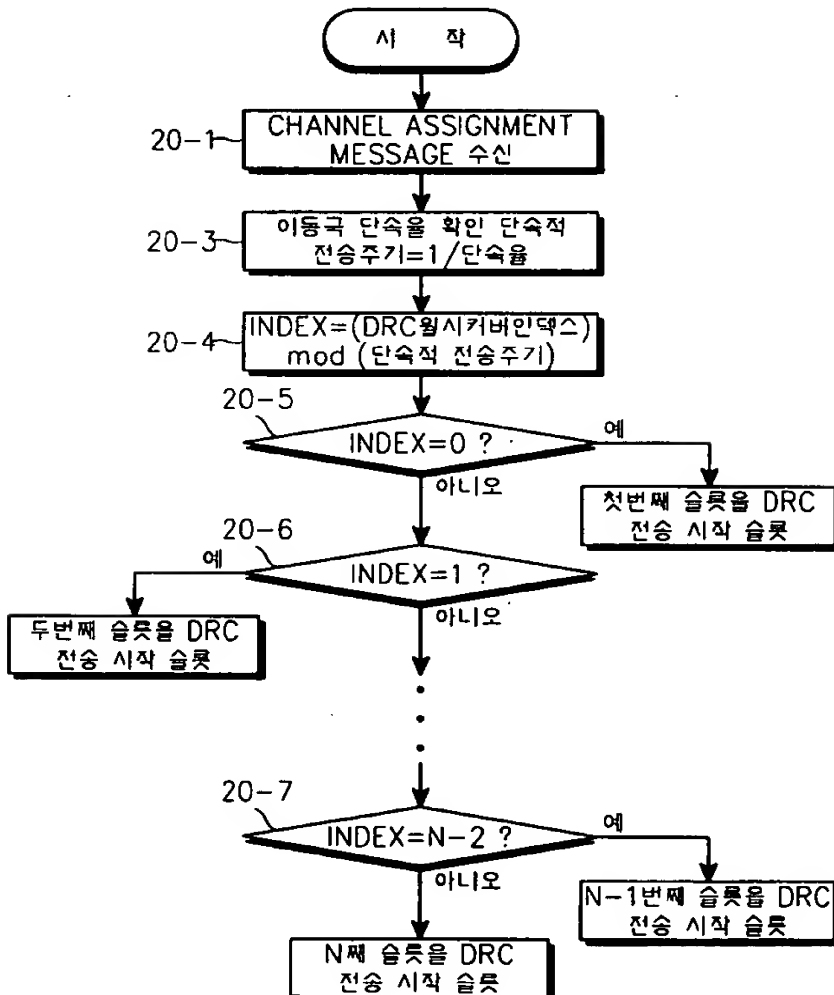 시 작
20-1
CHANNEL ASSIGNMENT
MESSAGE 수신
20-3
이동국 단속율 확인 단속적
전송주기=1/단속율
20-4
INDEX=(DRC월시커버인덱스)
mod (단속적 전송주기)
20-5
INDEX=0 ?
예
아니오
첫번째 슬롯을 DRC
전송 시작 슬롯
20-6
예
INDEX=1 ?
아니오
두번째 슬롯을 DRC
전송 시작 슬롯
20-7
INDEX=N-2 ?
예
아니오
N-1번째 슬롯을 DRC
전송 시작 슬롯
N째 슬롯을 DRC
전송 시작 슬롯